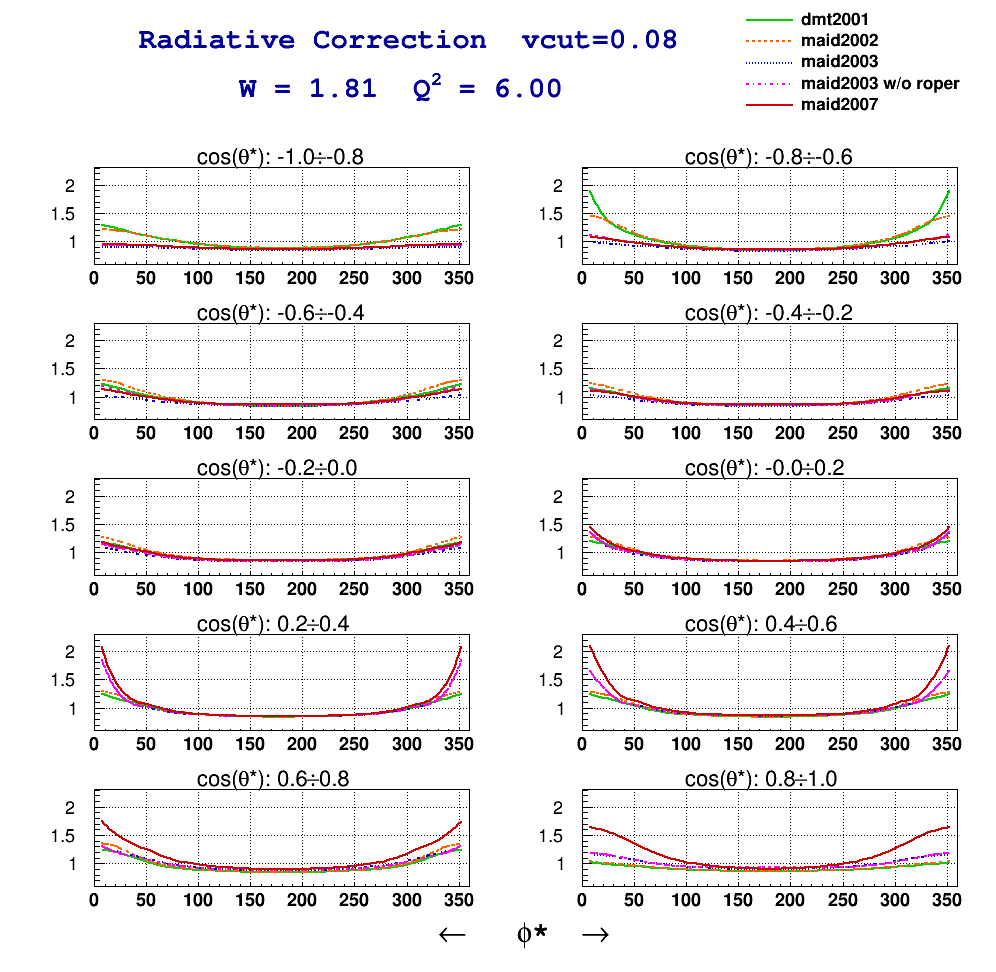 Radiative Correction vcut=0.08
W = 1.81 Q² = 6.00
dmt2001
maid2002
maid2003
maid2003 w/o roper
maid2007
cos(θ*): -1.0÷-0.8
2
1.5
1
0 50 100 150 200 250 300 350
cos(θ*): -0.8÷-0.6
2
1.5
1
0 50 100 150 200 250 300 350
cos(θ*): -0.6÷-0.4
2
1.5
1
0 50 100 150 200 250 300 350
cos(θ*): -0.4÷-0.2
2
1.5
1
0 50 100 150 200 250 300 350
cos(θ*): -0.2÷0.0
2
1.5
1
0 50 100 150 200 250 300 350
cos(θ*): -0.0÷0.2
2
1.5
1
0 50 100 150 200 250 300 350
cos(θ*): 0.2÷0.4
2
1.5
1
0 50 100 150 200 250 300 350
cos(θ*): 0.4÷0.6
2
1.5
1
0 50 100 150 200 250 300 350
cos(θ*): 0.6÷0.8
2
1.5
1
0 50 100 150 200 250 300 350
cos(θ*): 0.8÷1.0
2
1.5
1
0 50 100 150 200 250 300 350
← ϕ* →